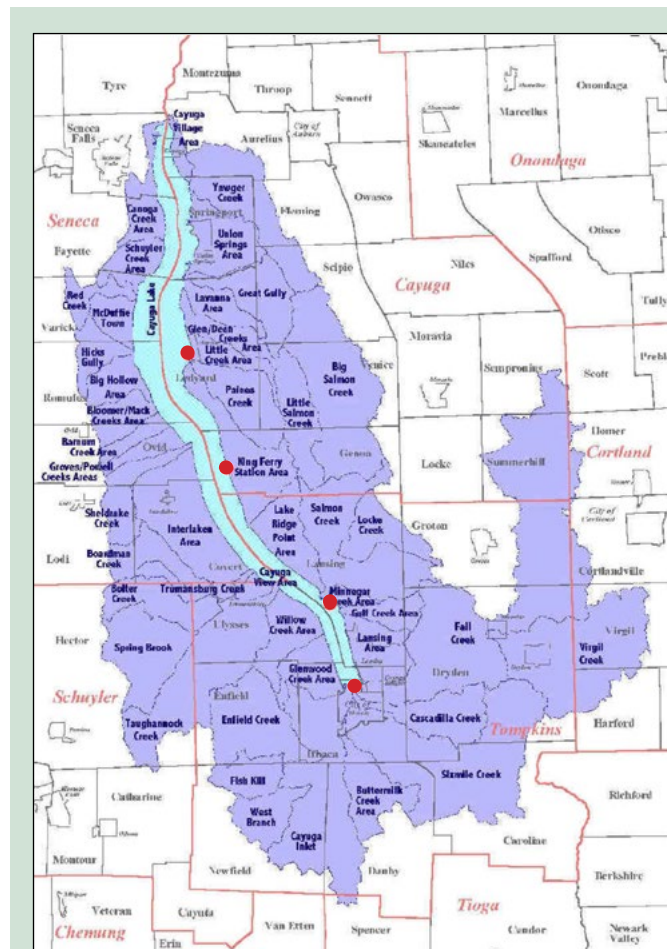 Tyre
Montezuma
Throop
Sennett
Onondaga
Marcellus
Skaneateles
Onondaga
Cayuga
Village
Area
City of
Auburn
Seneca
Falls
Aurelius
Yawger
Creek
Springport
Fleming
Owasco
Otisco
Seneca
Canoga
Creek
Area
Union
Springs
Area
Fayette
Schuyler
Creek
Area
Scipio
Niles
Spafford
Cayuga
Tully
Red
Creek
McDuffie
Town
Cayuga Lake
Lavanna
Area
Great Gully
Varick
Glen/Dean
Creeks
Area
Little
Creek Area
Moravia
Sempronius
Scott
Preble
Hicks
Gully
Ledyard
Big
Salmon
Creek
Venice
Romulus
Big Hollow
Area
Paines
Creek
Little
Salmon
Creek
Bloomer/Mack
Creeks Area
Homer
Cortland
Barnum
Creek Area
Ovid
King Ferry
Station Area
Genoa
Locke
Summerhill
Groves/Powell
Creeks Areas
City of
Cortland
Sheldrake
Creek
Interlaken
Area
Lake
Ridge
Point
Area
Salmon
Creek
Locke
Creek
Groton
Lodi
Boardman
Creek
Covert
Lansing
Cortlandville
Cayuga
View Area
Bolter
Creek
Trumansburg Creek
Minnegar
Creek Area
Gulf Creek Area
Hector
Ulysses
Willow
Creek Area
Lansing
Area
Fall
Creek
Virgil
Virgil
Creek
Spring Brook
Glenwood
Creek Area
Dryden
Schuyler
Enfield
Taughannock
Creek
Enfield Creek
Cascadilla Creek
Tompkins
Harford
Ithaca
Fish Kill
Buttermilk
Creek
Area
Sixmile Creek
Richford
Catharine
West
Branch
Cayuga
Inlet
Caroline
Montour
Newfield
Danby
Berkshire
Tioga
Veteran
Cayuta
Chemung
Van Etten
Spencer
Candor
Newark
Valley
Erin